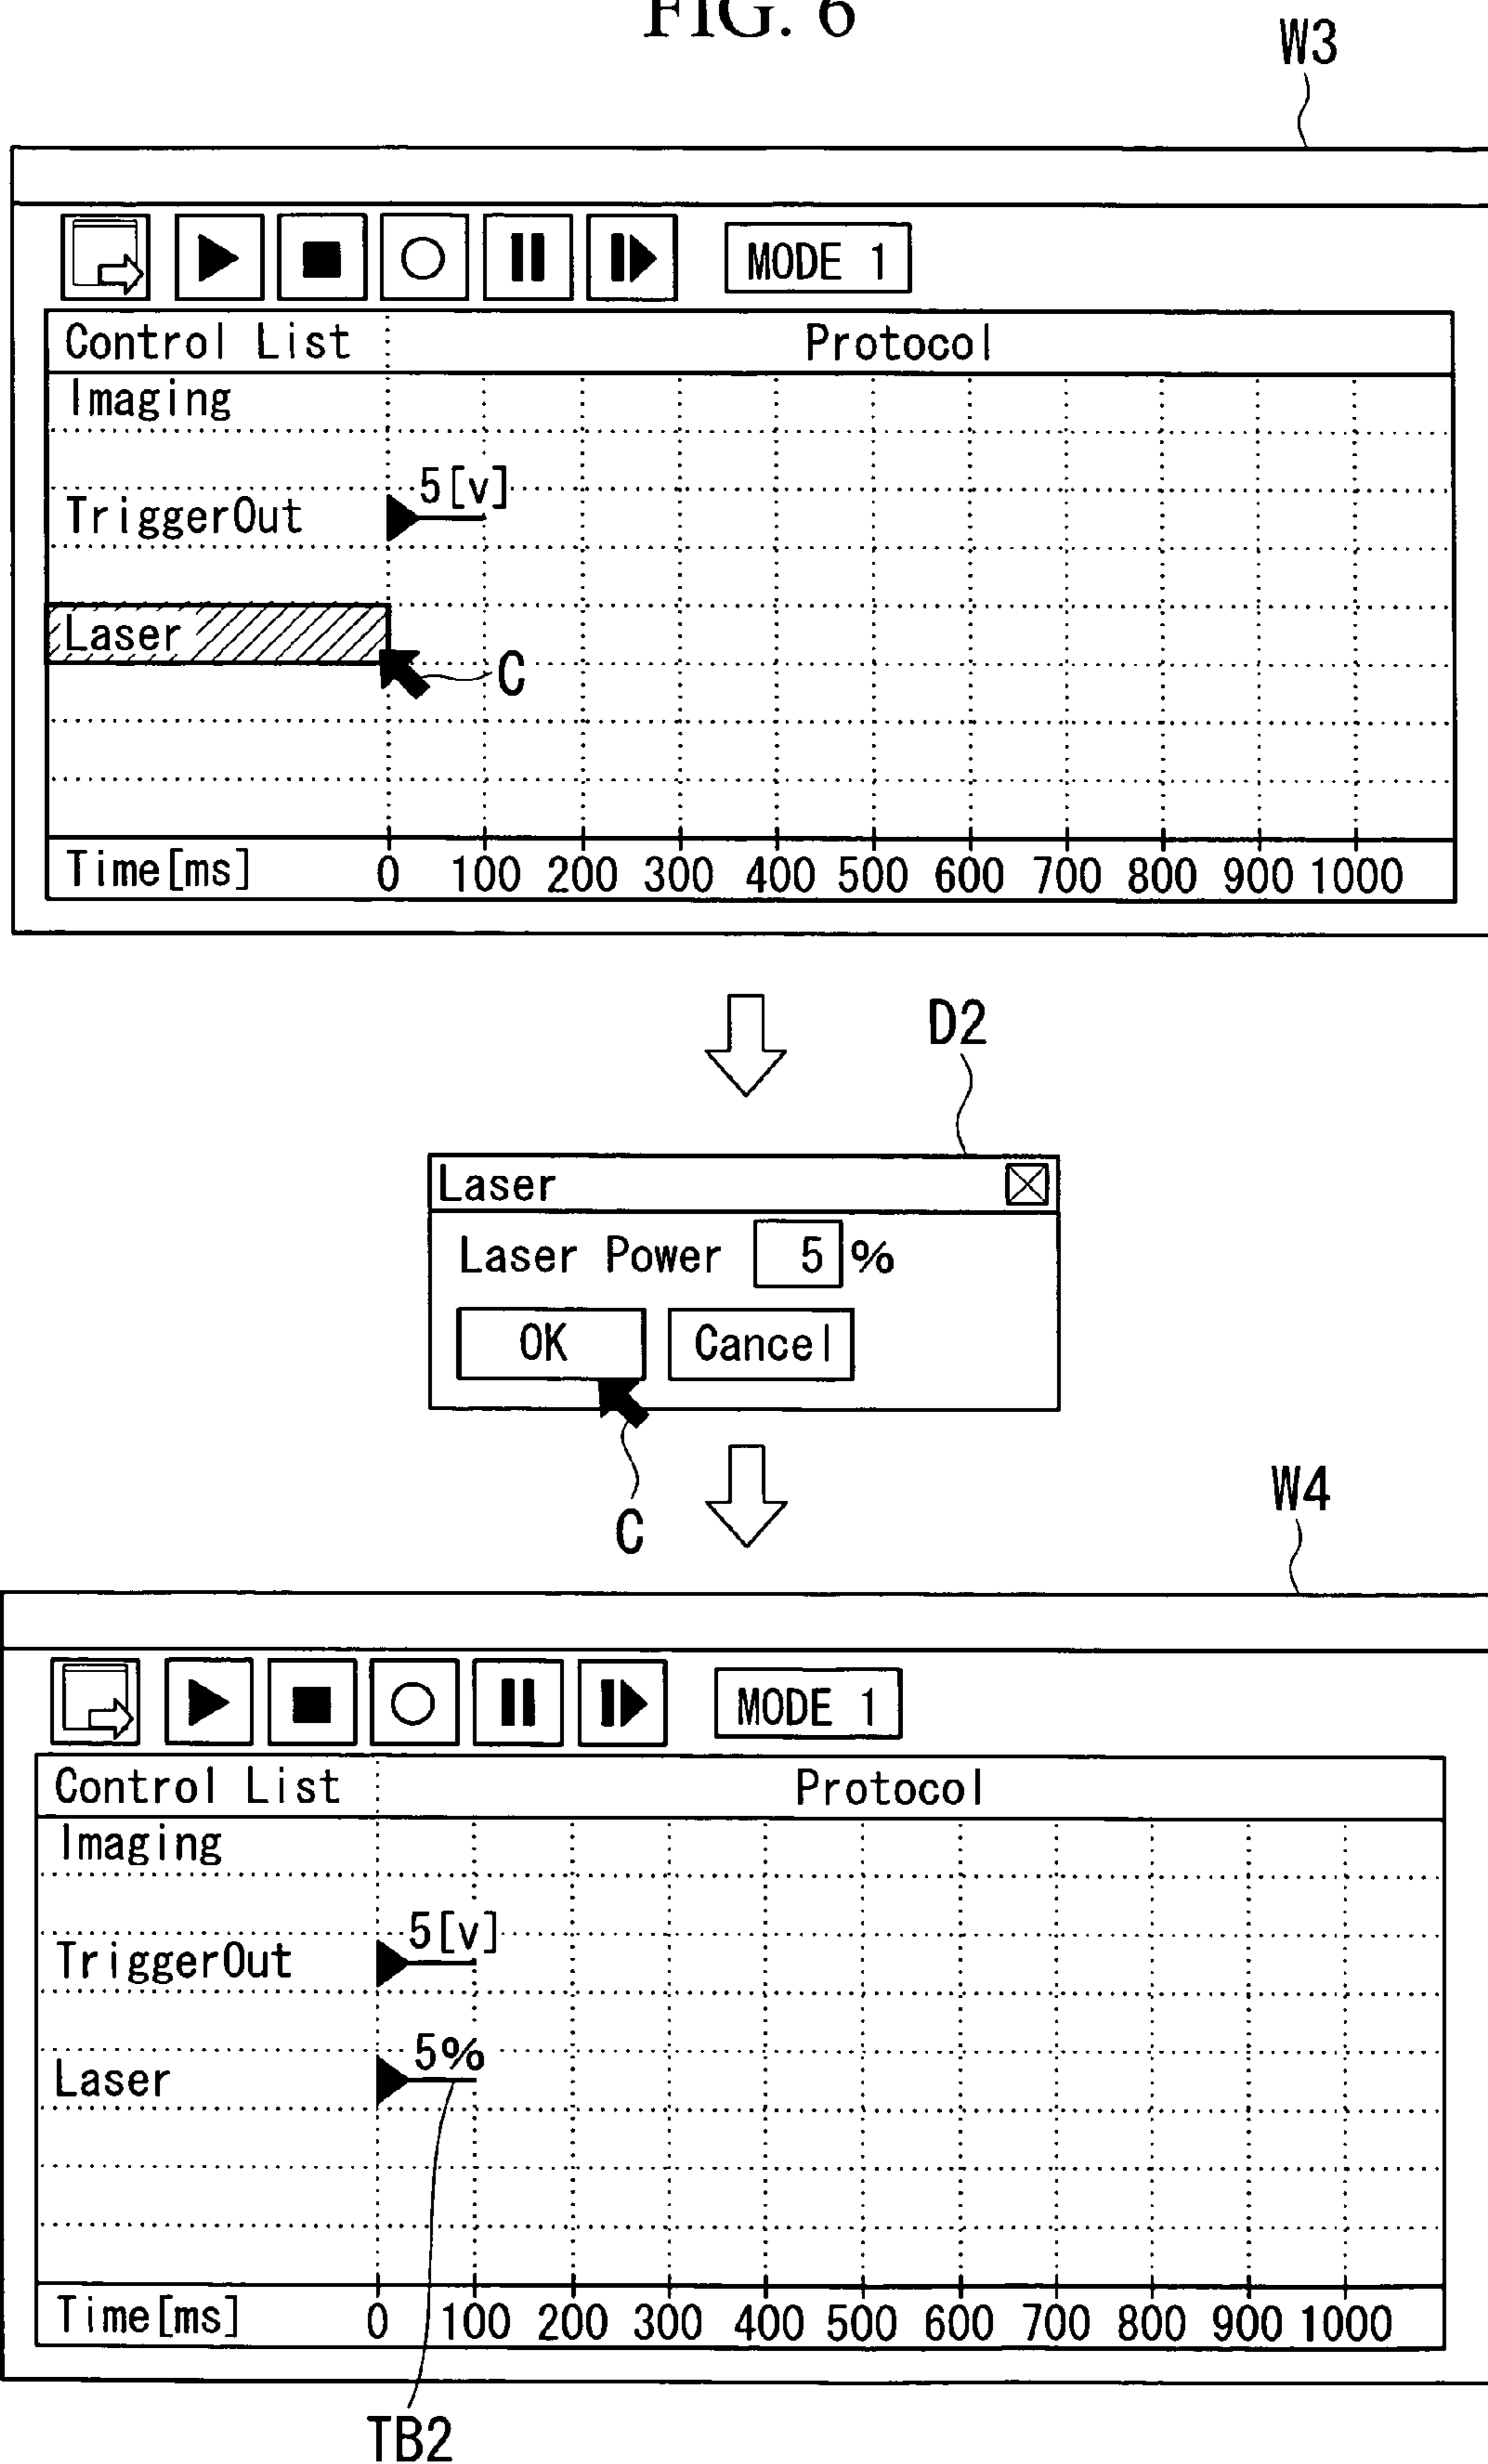 FIG. 6
W3
MODE 1
Control List Protocol
Imaging
5[v]
TriggerOut
Laser
C
Time[ms] 0 100 200 300 400 500 600 700 800 900 1000
D2
Laser
Laser Power 5 %
OK Cancel
C
W4
MODE 1
Control List Protocol
Imaging
5[v]
TriggerOut
5%
Laser
Time[ms] 0 100 200 300 400 500 600 700 800 900 1000
TB2